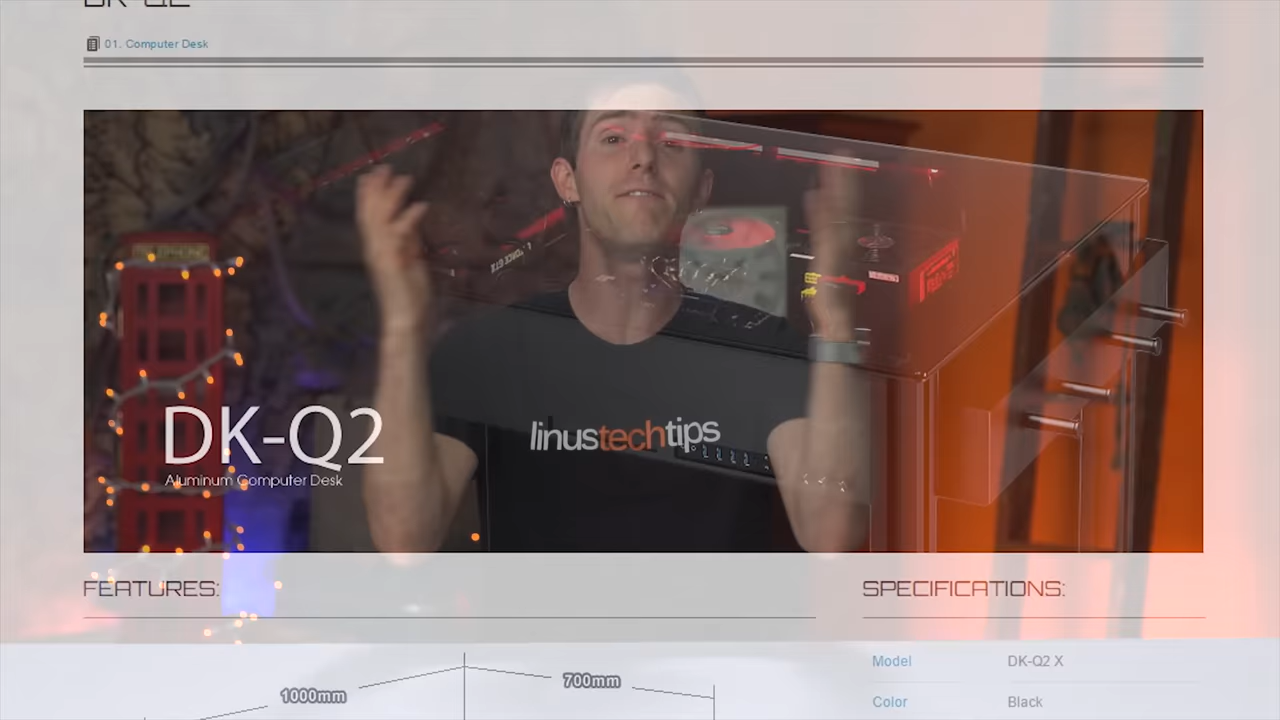 01. Computer Desk
DK-Q2
Aluminum Computer Desk
linustechtips
FEATURES:
SPECIFICATIONS:
1000mm
700mm
Model DK-Q2 X
Color Black